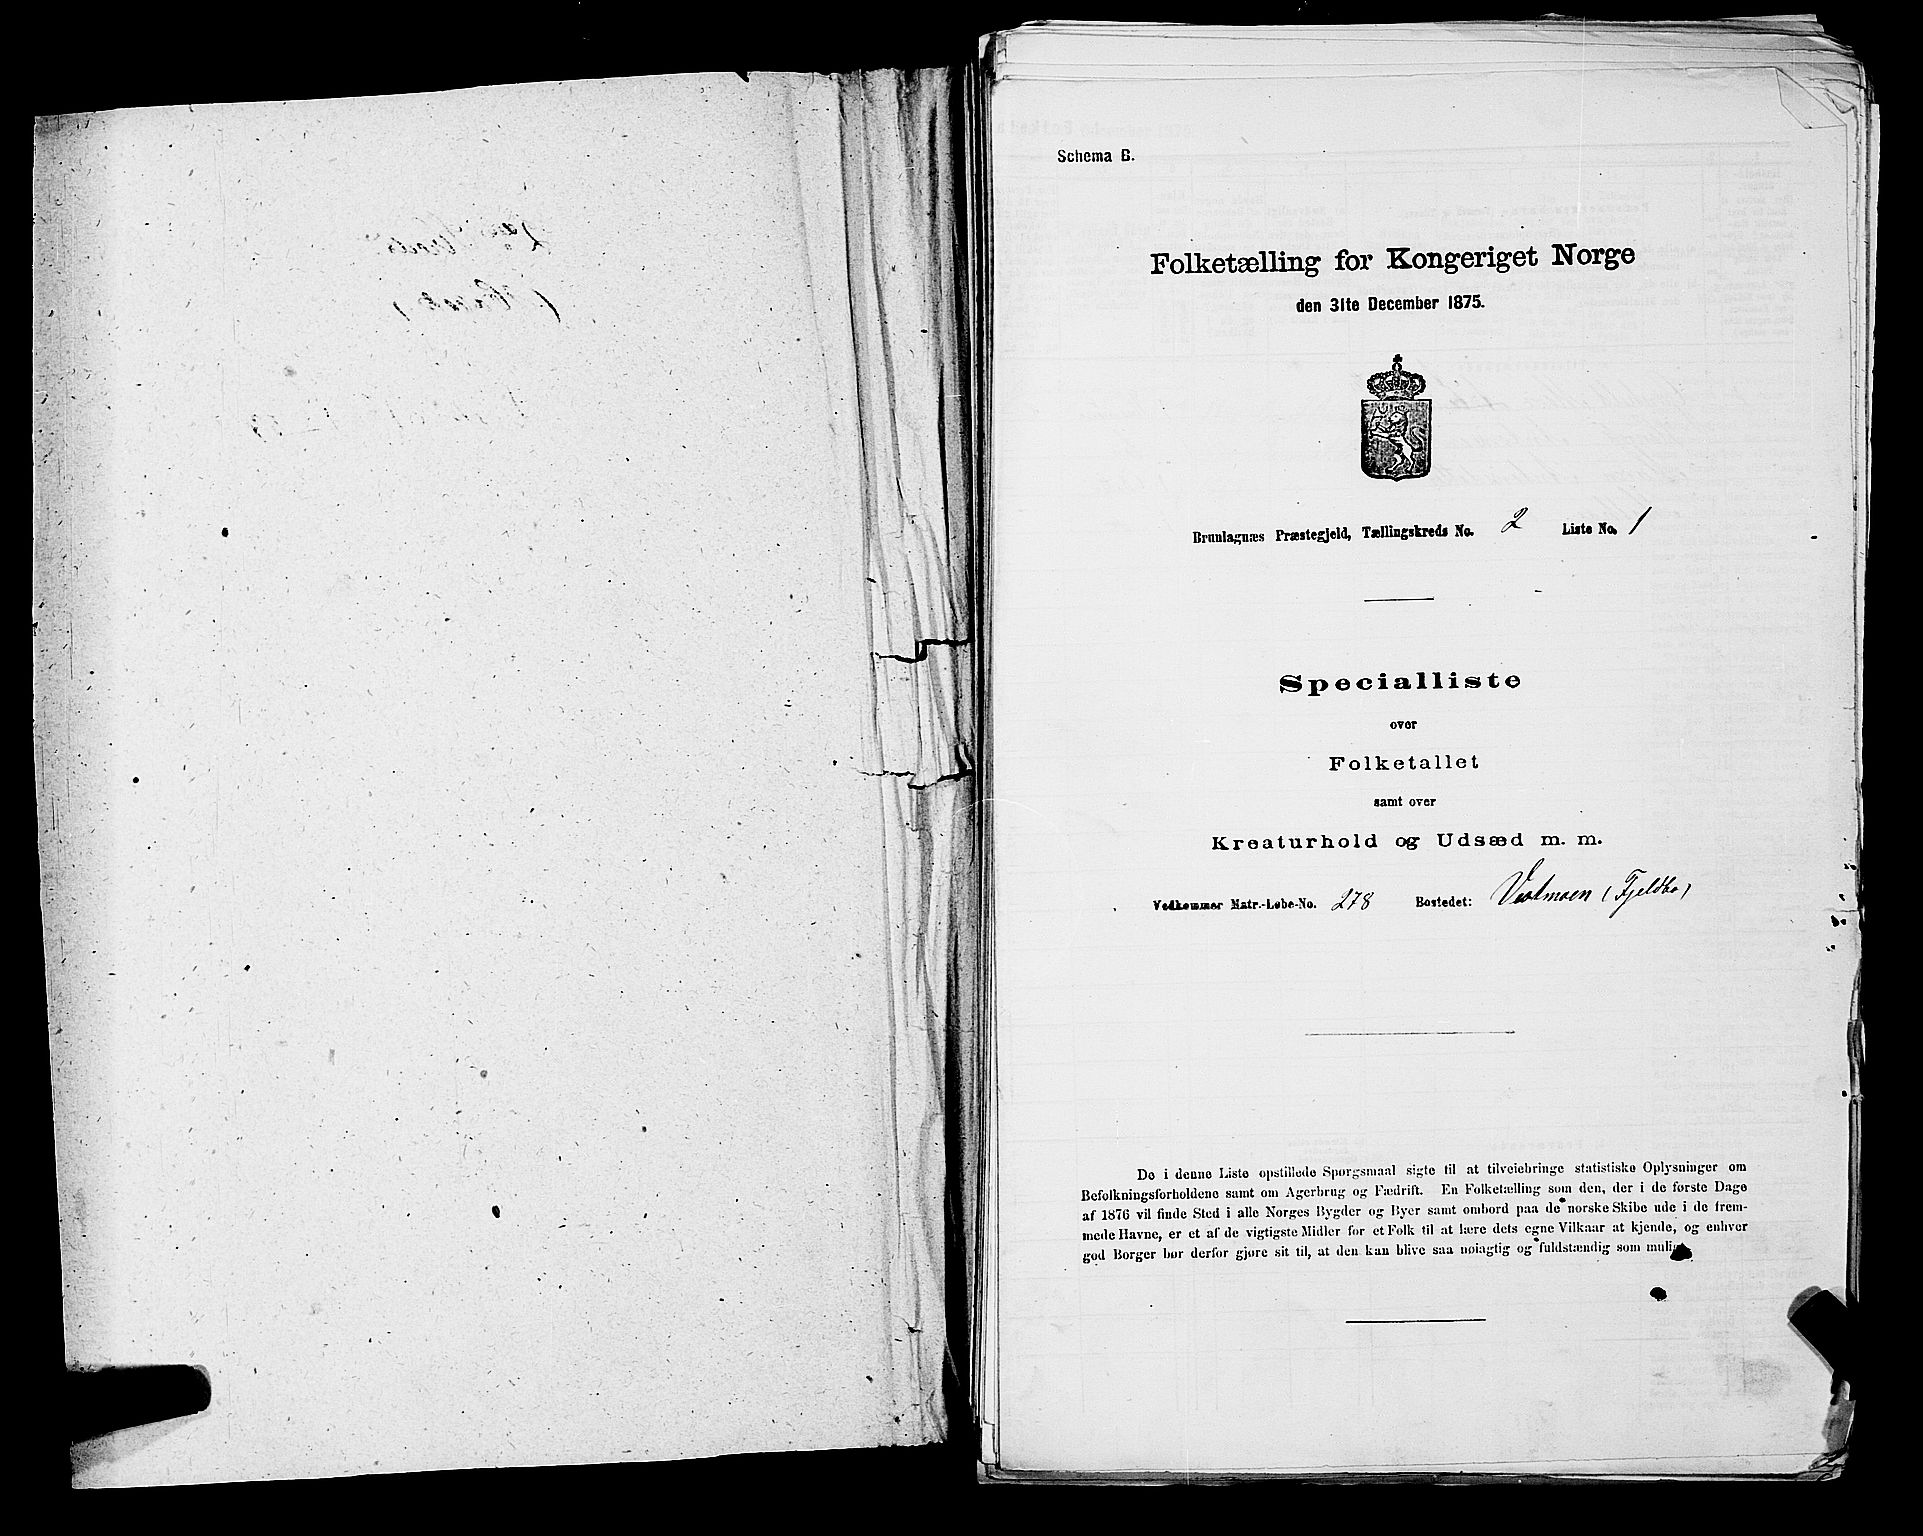 Schema B.
Folketælling for Kongeriget Norge
den 31te December 1875.
Brunlagnæs Præstegjeld, Tællingskreds No. 2 Liste No. 1
Specialliste
over
Folketallet
samt over
Kreaturhold og Udsæd m. m.
Vedkommer Matr.-Løbe-No. 278 Bostedet: Vestmoen (Fjeldbo)
De i denne Liste opstillede Spørgsmaal sigte til at tilveiebringe statistiske Oplysninger om
Befolkningsforholdene samt om Agerbrug og Fædrift. En Folketælling som den, der i de første Dage
af 1876 vil finde Sted i alle Norges Bygder og Byer samt ombord paa de norske Skibe ude i de frem-
mede Havne, er et af de vigtigste Midler for et Folk til at lære dets egne Vilkaar at kjende, og enhver
god Borger bør derfor gjøre sit til, at den kan blive saa nøiagtig og fuldstændig som